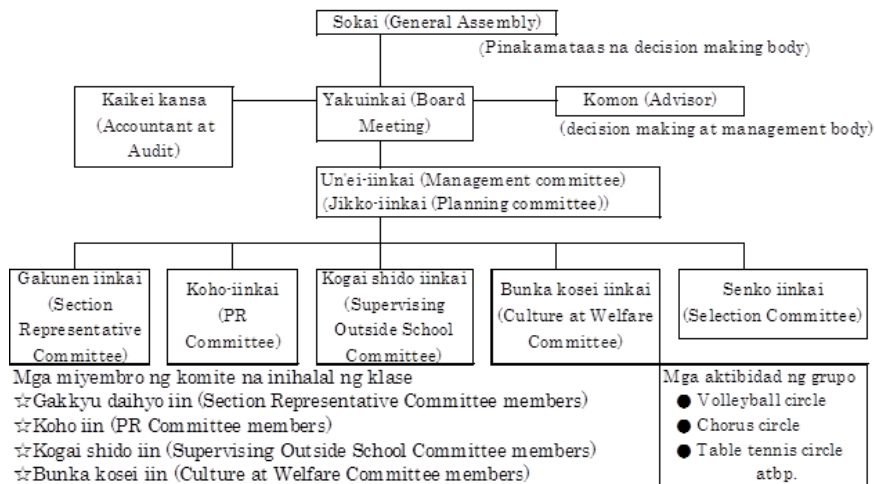 Sokai (General Assembly)
(Pinakamataas na decision making body)
Kaikei kansa
(Accountant at
Audit)
Yakuinkai (Board
Meeting)
Komon (Advisor)
(decision making at management body)
Un'ei-iinkai (Management committee)
(Jikko-iinkai (Planning committee))
Gakunen iinkai
(Section
Representative
Committee)
Koho-iinkai
(PR
Committee)
Kogai shido iinkai
(Supervising
Outside School
Committee)
Bunka kosei iinkai
(Culture at Welfare
Committee)
Senko iinkai
(Selection Committee)
Mga miyembro ng komite na inihalal ng klase
☆Gakkyu daihyo iin (Section Representative Committee members)
☆Koho iin (PR Committee members)
☆Kogai shido iin (Supervising Outside School Committee members)
☆Bunka kosei iin (Culture at Welfare Committee members)
Mga aktibidad ng grupo
● Volleyball circle
● Chorus circle
● Table tennis circle
atbp.